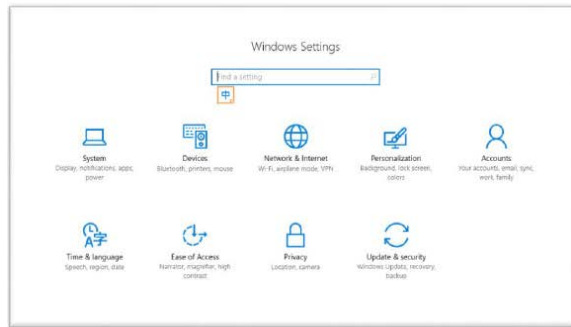 Windows Settings
Find a setting
中
System
Display, notifications, apps,
power
Devices
Bluetooth, printers, mouse
Network & Internet
Wi-Fi, airplane mode, VPN
Personalization
Background, lock screen,
colors
Accounts
Your accounts, email, sync,
work, family
Time & language
Speech, region, date
Ease of Access
Narrator, magnifier, high
contrast
Privacy
Location, camera
Update & security
Windows Update, recovery,
backup